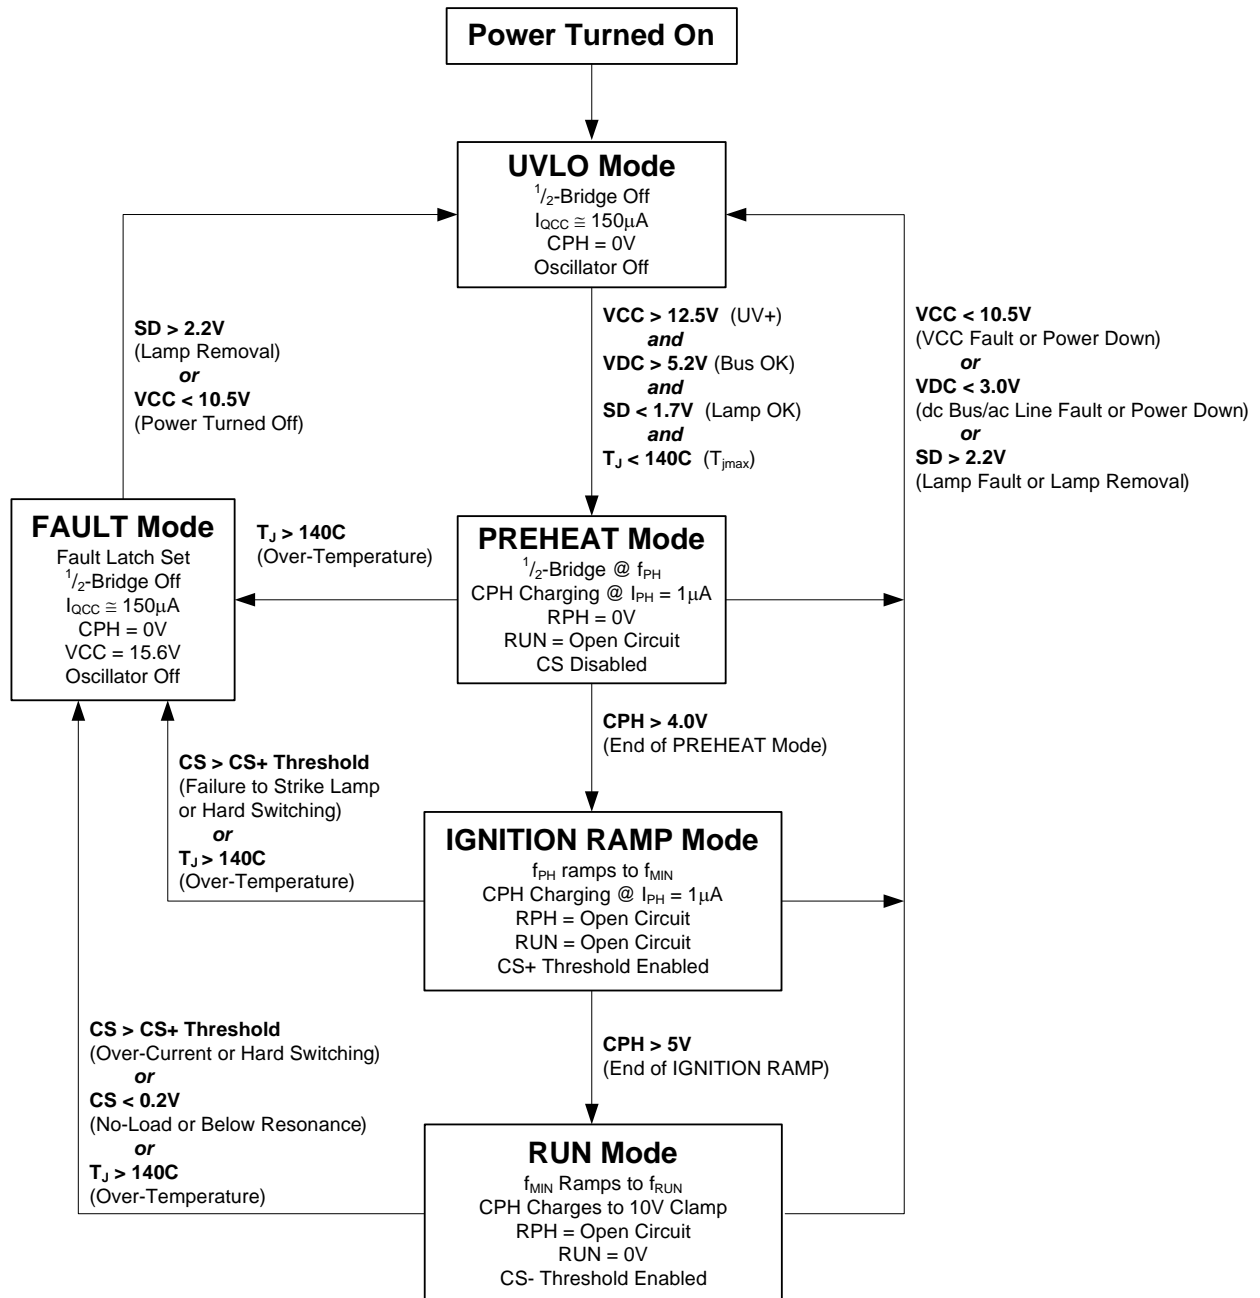 Power Turned On
UVLO Mode
1/2-Bridge Off
IQCC ≅ 150μA
CPH = 0V
Oscillator Off
SD > 2.2V
(Lamp Removal)
or
VCC < 10.5V
(Power Turned Off)
VCC > 12.5V (UV+)
and
VDC > 5.2V (Bus OK)
and
SD < 1.7V (Lamp OK)
and
TJ < 140C (Tjmax)
VCC < 10.5V
(VCC Fault or Power Down)
or
VDC < 3.0V
(dc Bus/ac Line Fault or Power Down)
or
SD > 2.2V
(Lamp Fault or Lamp Removal)
FAULT Mode
Fault Latch Set
1/2-Bridge Off
IQCC ≅ 150μA
CPH = 0V
VCC = 15.6V
Oscillator Off
TJ > 140C
(Over-Temperature)
PREHEAT Mode
1/2-Bridge @ fPH
CPH Charging @ IPH = 1μA
RPH = 0V
RUN = Open Circuit
CS Disabled
CPH > 4.0V
(End of PREHEAT Mode)
CS > CS+ Threshold
(Failure to Strike Lamp
or Hard Switching)
or
TJ > 140C
(Over-Temperature)
IGNITION RAMP Mode
fPH ramps to fMIN
CPH Charging @ IPH = 1μA
RPH = Open Circuit
RUN = Open Circuit
CS+ Threshold Enabled
CPH > 5V
(End of IGNITION RAMP)
CS > CS+ Threshold
(Over-Current or Hard Switching)
or
CS < 0.2V
(No-Load or Below Resonance)
or
TJ > 140C
(Over-Temperature)
RUN Mode
fMIN Ramps to fRUN
CPH Charges to 10V Clamp
RPH = Open Circuit
RUN = 0V
CS- Threshold Enabled